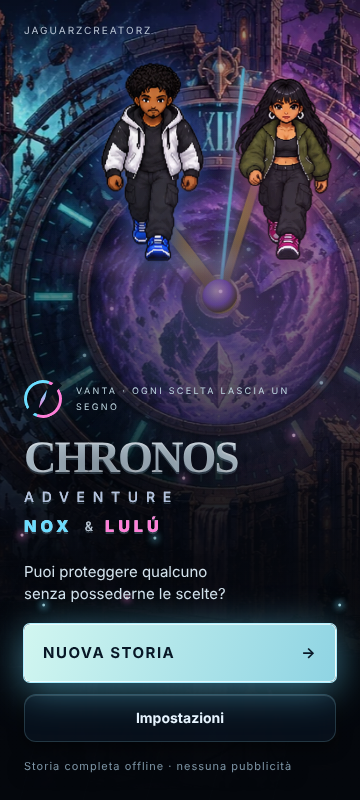 JAGUARZCREATORZ
XII
VANTA · OGNI SCELTA LASCIA UN
SEGNO
CHRONOS
ADVENTURE
NOX & LULÚ
Puoi proteggere qualcuno
senza possederne le scelte?
NUOVA STORIA →
Impostazioni
Storia completa offline · nessuna pubblicità